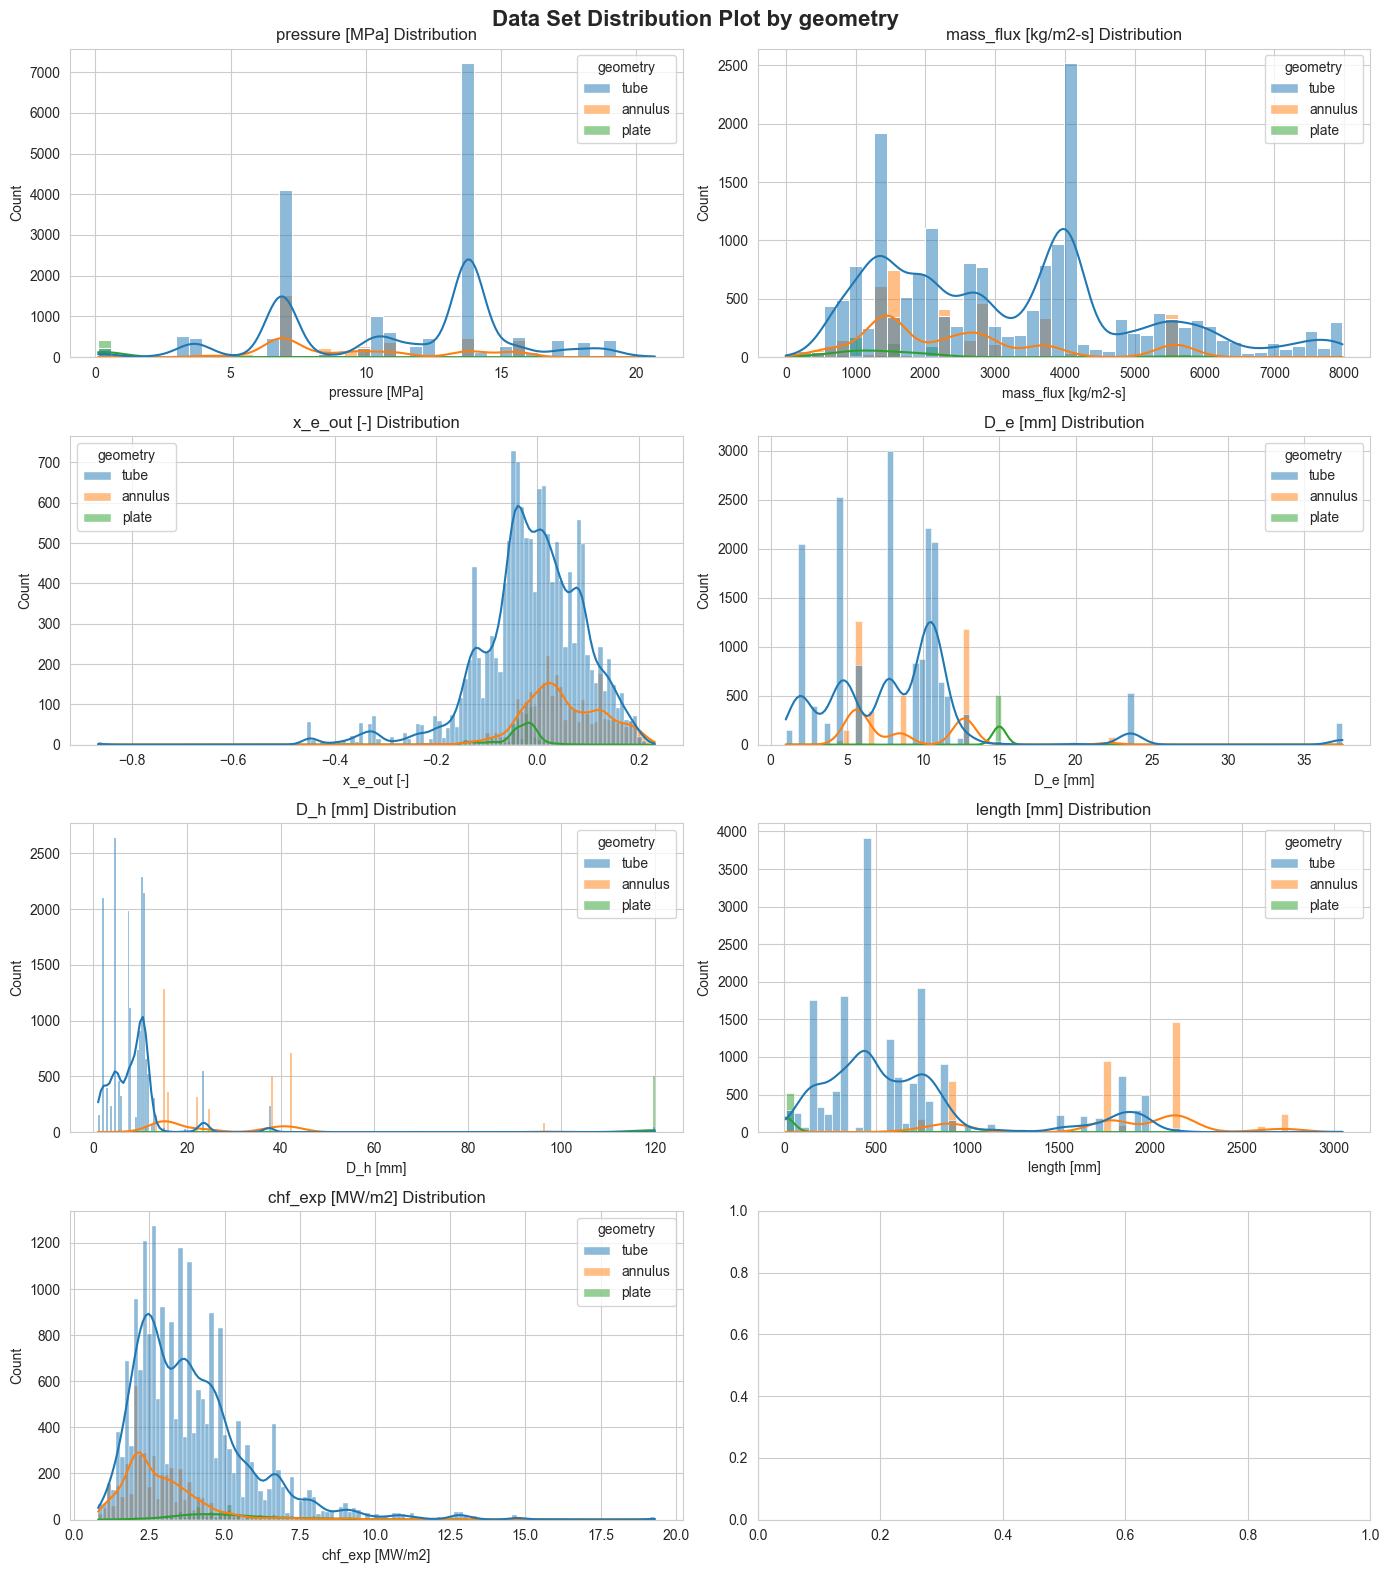 Data Set Distribution Plot by geometry
pressure [MPa] Distribution
geometry
tube
annulus
plate
7000
6000
5000
4000
3000
2000
1000
0
Count
0 5 10 15 20
pressure [MPa]
mass_flux [kg/m2-s] Distribution
geometry
tube
annulus
plate
2500
2000
1500
1000
500
0
Count
0 1000 2000 3000 4000 5000 6000 7000 8000
mass_flux [kg/m2-s]
x_e_out [-] Distribution
geometry
tube
annulus
plate
700
600
500
400
300
200
100
0
Count
−0.8 −0.6 −0.4 −0.2 0.0 0.2
x_e_out [-]
D_e [mm] Distribution
geometry
tube
annulus
plate
3000
2500
2000
1500
1000
500
0
Count
0 5 10 15 20 25 30 35
D_e [mm]
D_h [mm] Distribution
geometry
tube
annulus
plate
2500
2000
1500
1000
500
0
Count
0 20 40 60 80 100 120
D_h [mm]
length [mm] Distribution
geometry
tube
annulus
plate
4000
3500
3000
2500
2000
1500
1000
500
0
Count
0 500 1000 1500 2000 2500 3000
length [mm]
chf_exp [MW/m2] Distribution
geometry
tube
annulus
plate
1200
1000
800
600
400
200
0
Count
0.0 2.5 5.0 7.5 10.0 12.5 15.0 17.5 20.0
chf_exp [MW/m2]
1.0
0.8
0.6
0.4
0.2
0.0
0.0 0.2 0.4 0.6 0.8 1.0